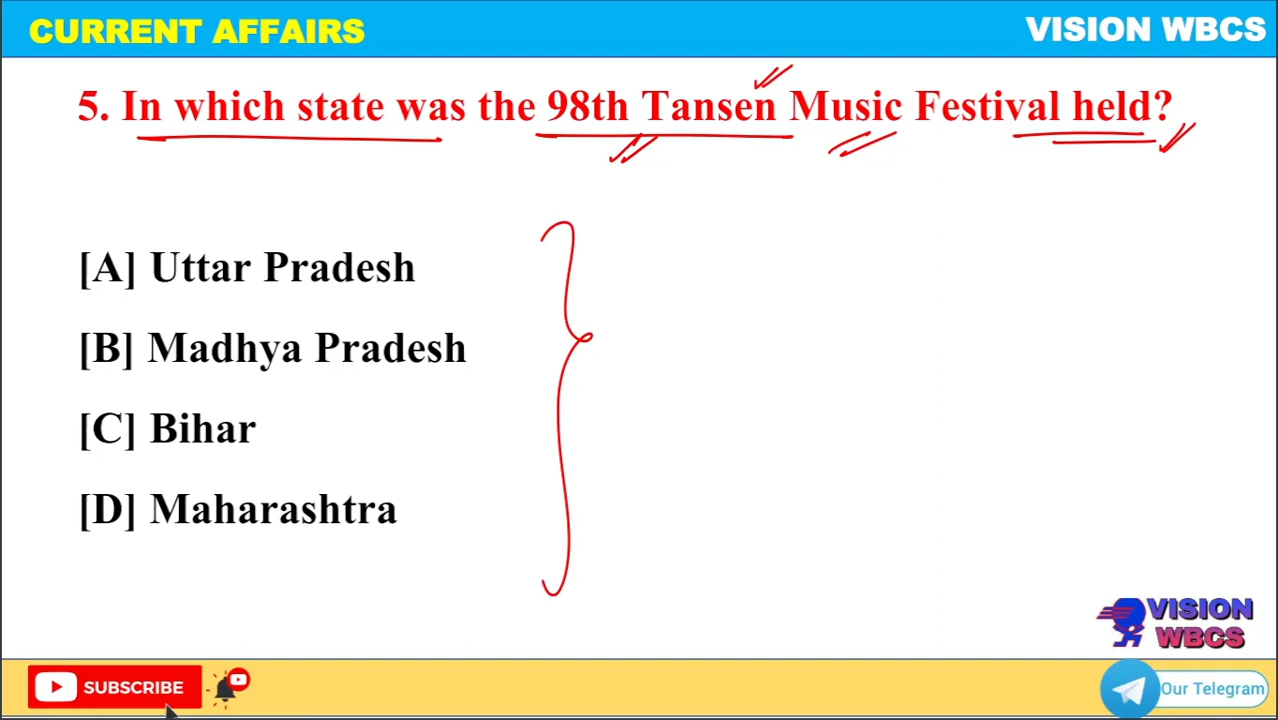 CURRENT AFFAIRS
VISION WBCS
5. In which state was the 98th Tansen Music Festival held?
[A] Uttar Pradesh
[B] Madhya Pradesh
[C] Bihar
[D] Maharashtra
VISION
WBCS
SUBSCRIBE
Our Telegram